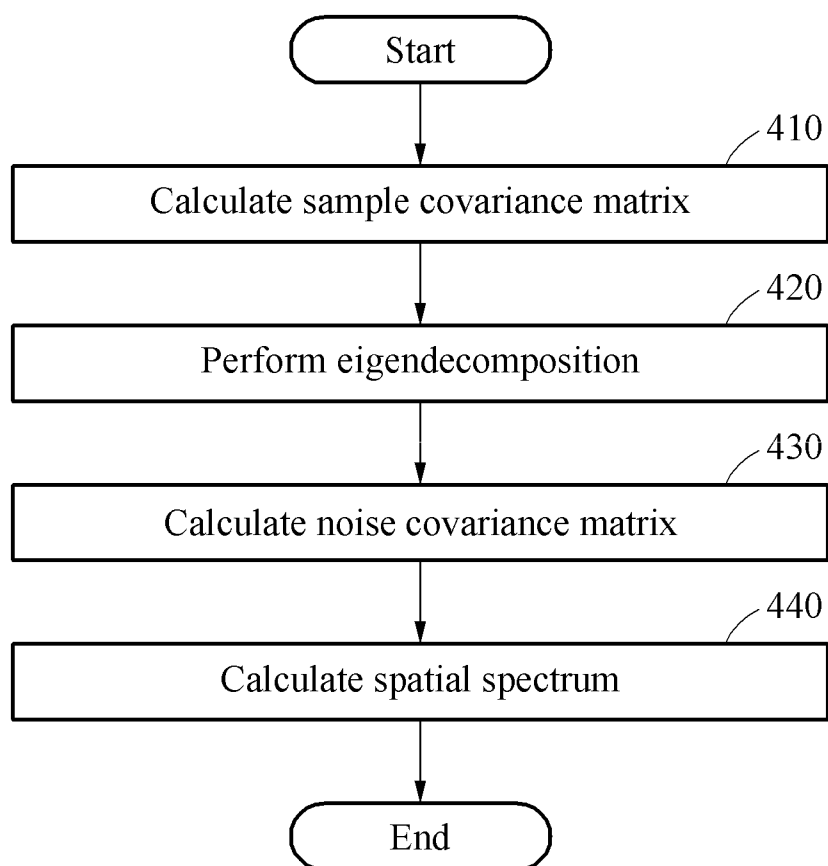 Start
410
Calculate sample covariance matrix
420
Perform eigendecomposition
430
Calculate noise covariance matrix
440
Calculate spatial spectrum
End